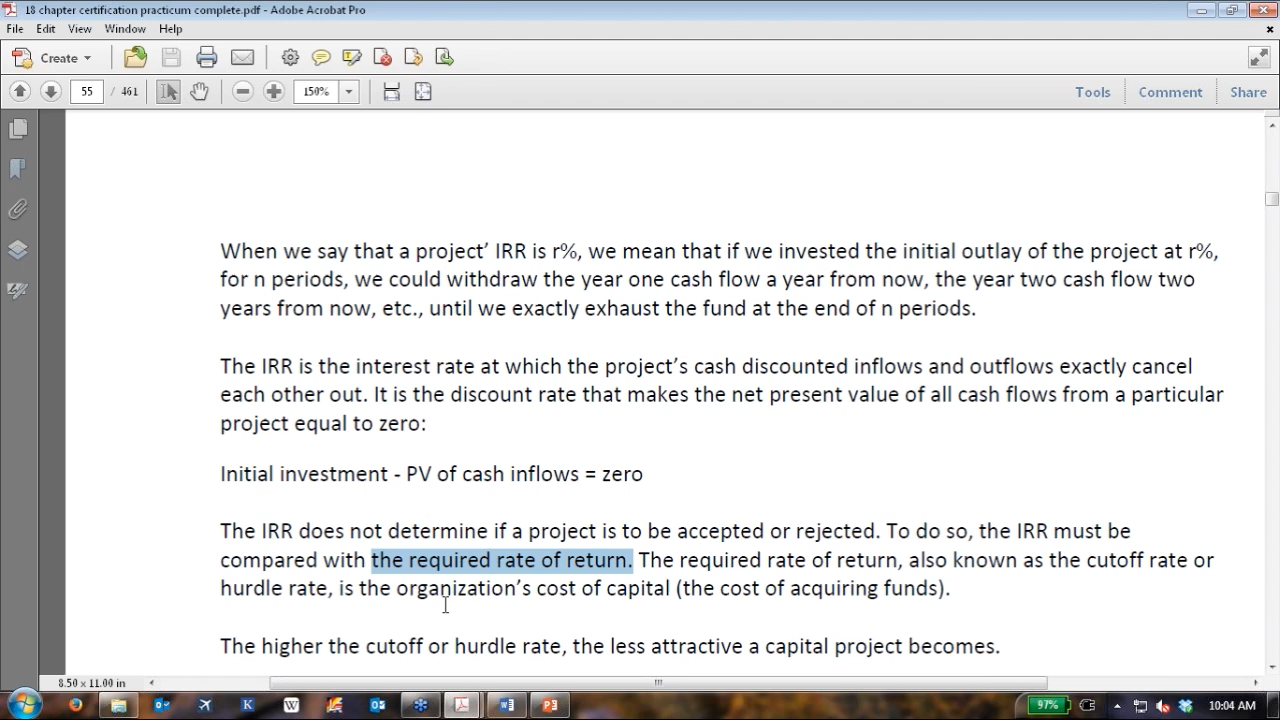 18 chapter certification practicum complete.pdf - Adobe Acrobat Pro
File Edit View Window Help
Create
55 / 461 150% Tools Comment Share
When we say that a project’ IRR is r%, we mean that if we invested the initial outlay of the project at r%,
for n periods, we could withdraw the year one cash flow a year from now, the year two cash flow two
years from now, etc., until we exactly exhaust the fund at the end of n periods.
The IRR is the interest rate at which the project’s cash discounted inflows and outflows exactly cancel
each other out. It is the discount rate that makes the net present value of all cash flows from a particular
project equal to zero:
Initial investment - PV of cash inflows = zero
The IRR does not determine if a project is to be accepted or rejected. To do so, the IRR must be
compared with the required rate of return. The required rate of return, also known as the cutoff rate or
hurdle rate, is the organization’s cost of capital (the cost of acquiring funds).
The higher the cutoff or hurdle rate, the less attractive a capital project becomes.
8.50 x 11.00 in
97% 10:04 AM